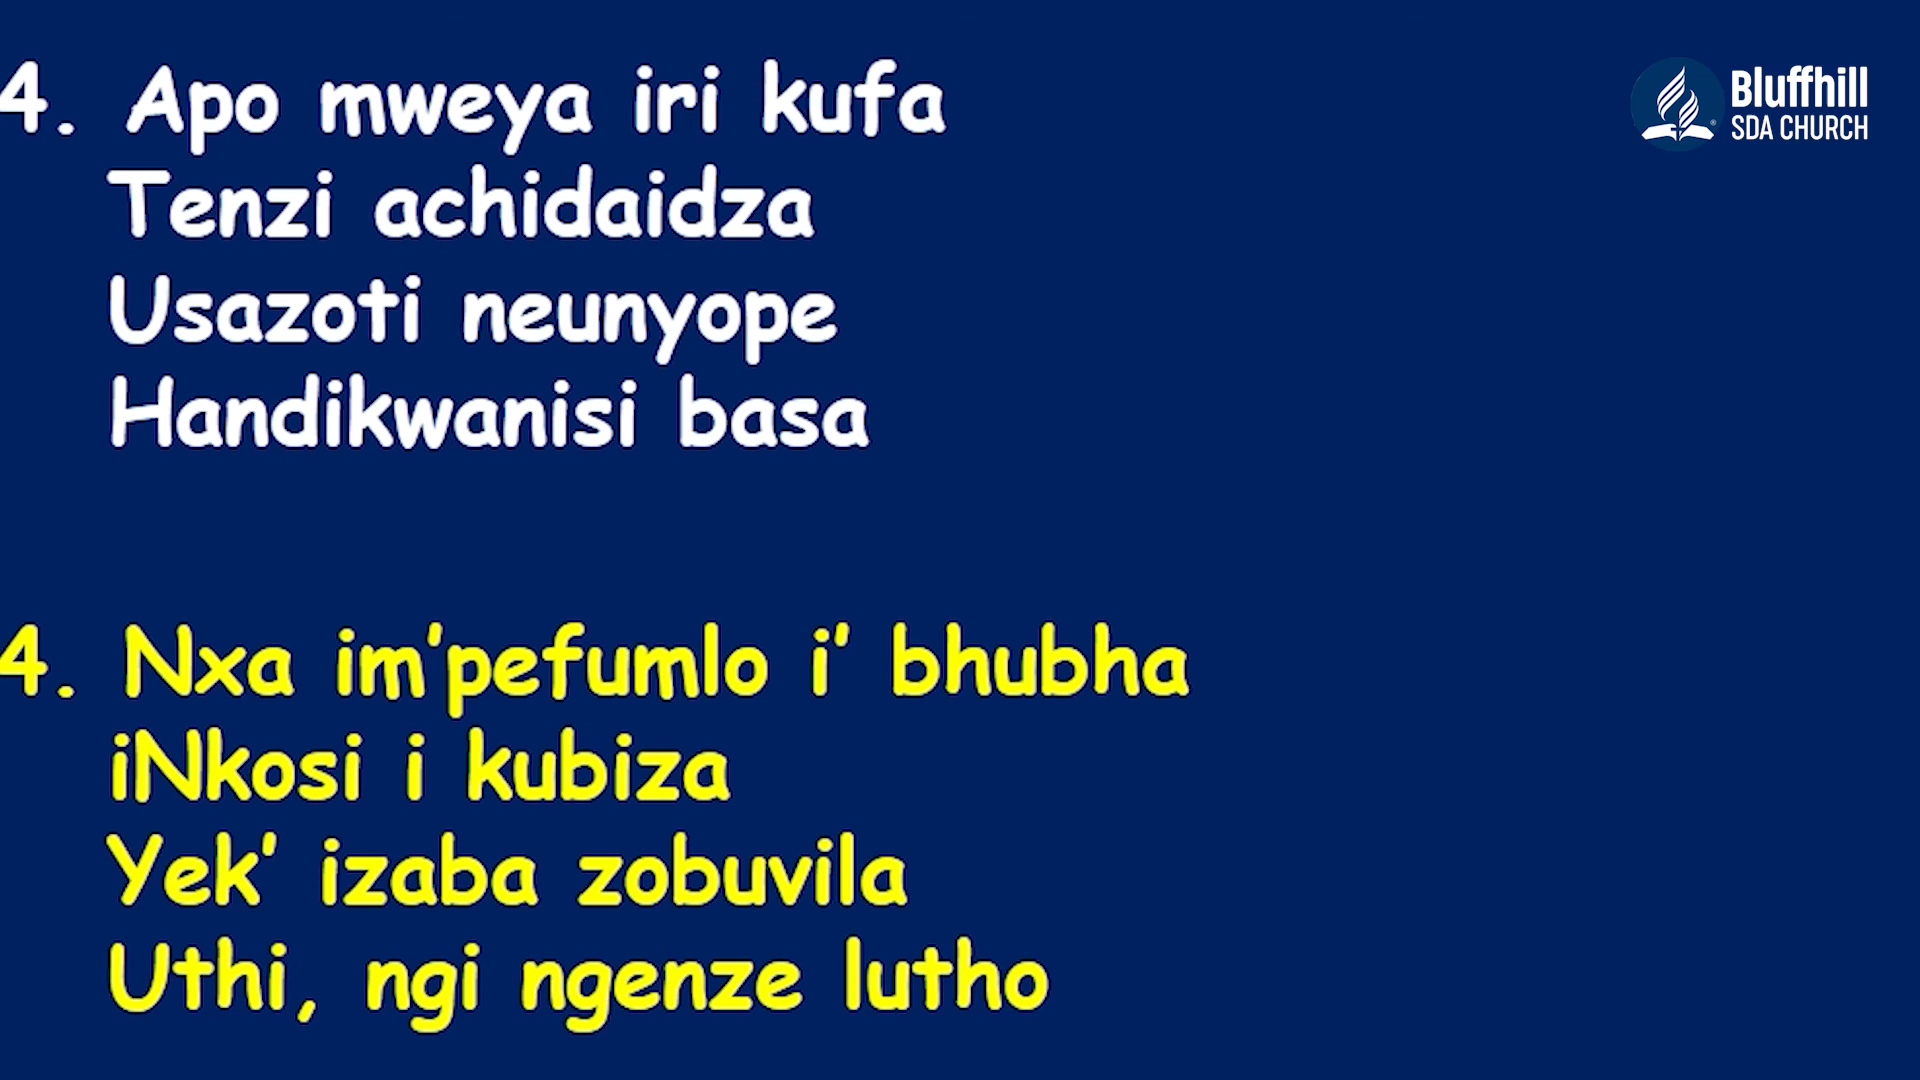 4. Apo mweya iri kufa
Tenzi achidaidza
Usazoti neunyope
Handikwanisi basa
Bluffhill
SDA CHURCH
4. Nxa im'pefumlo i' bhubha
iNkosi i kubiza
Yek' izaba zobuvila
Uthi, ngi ngenze lutho